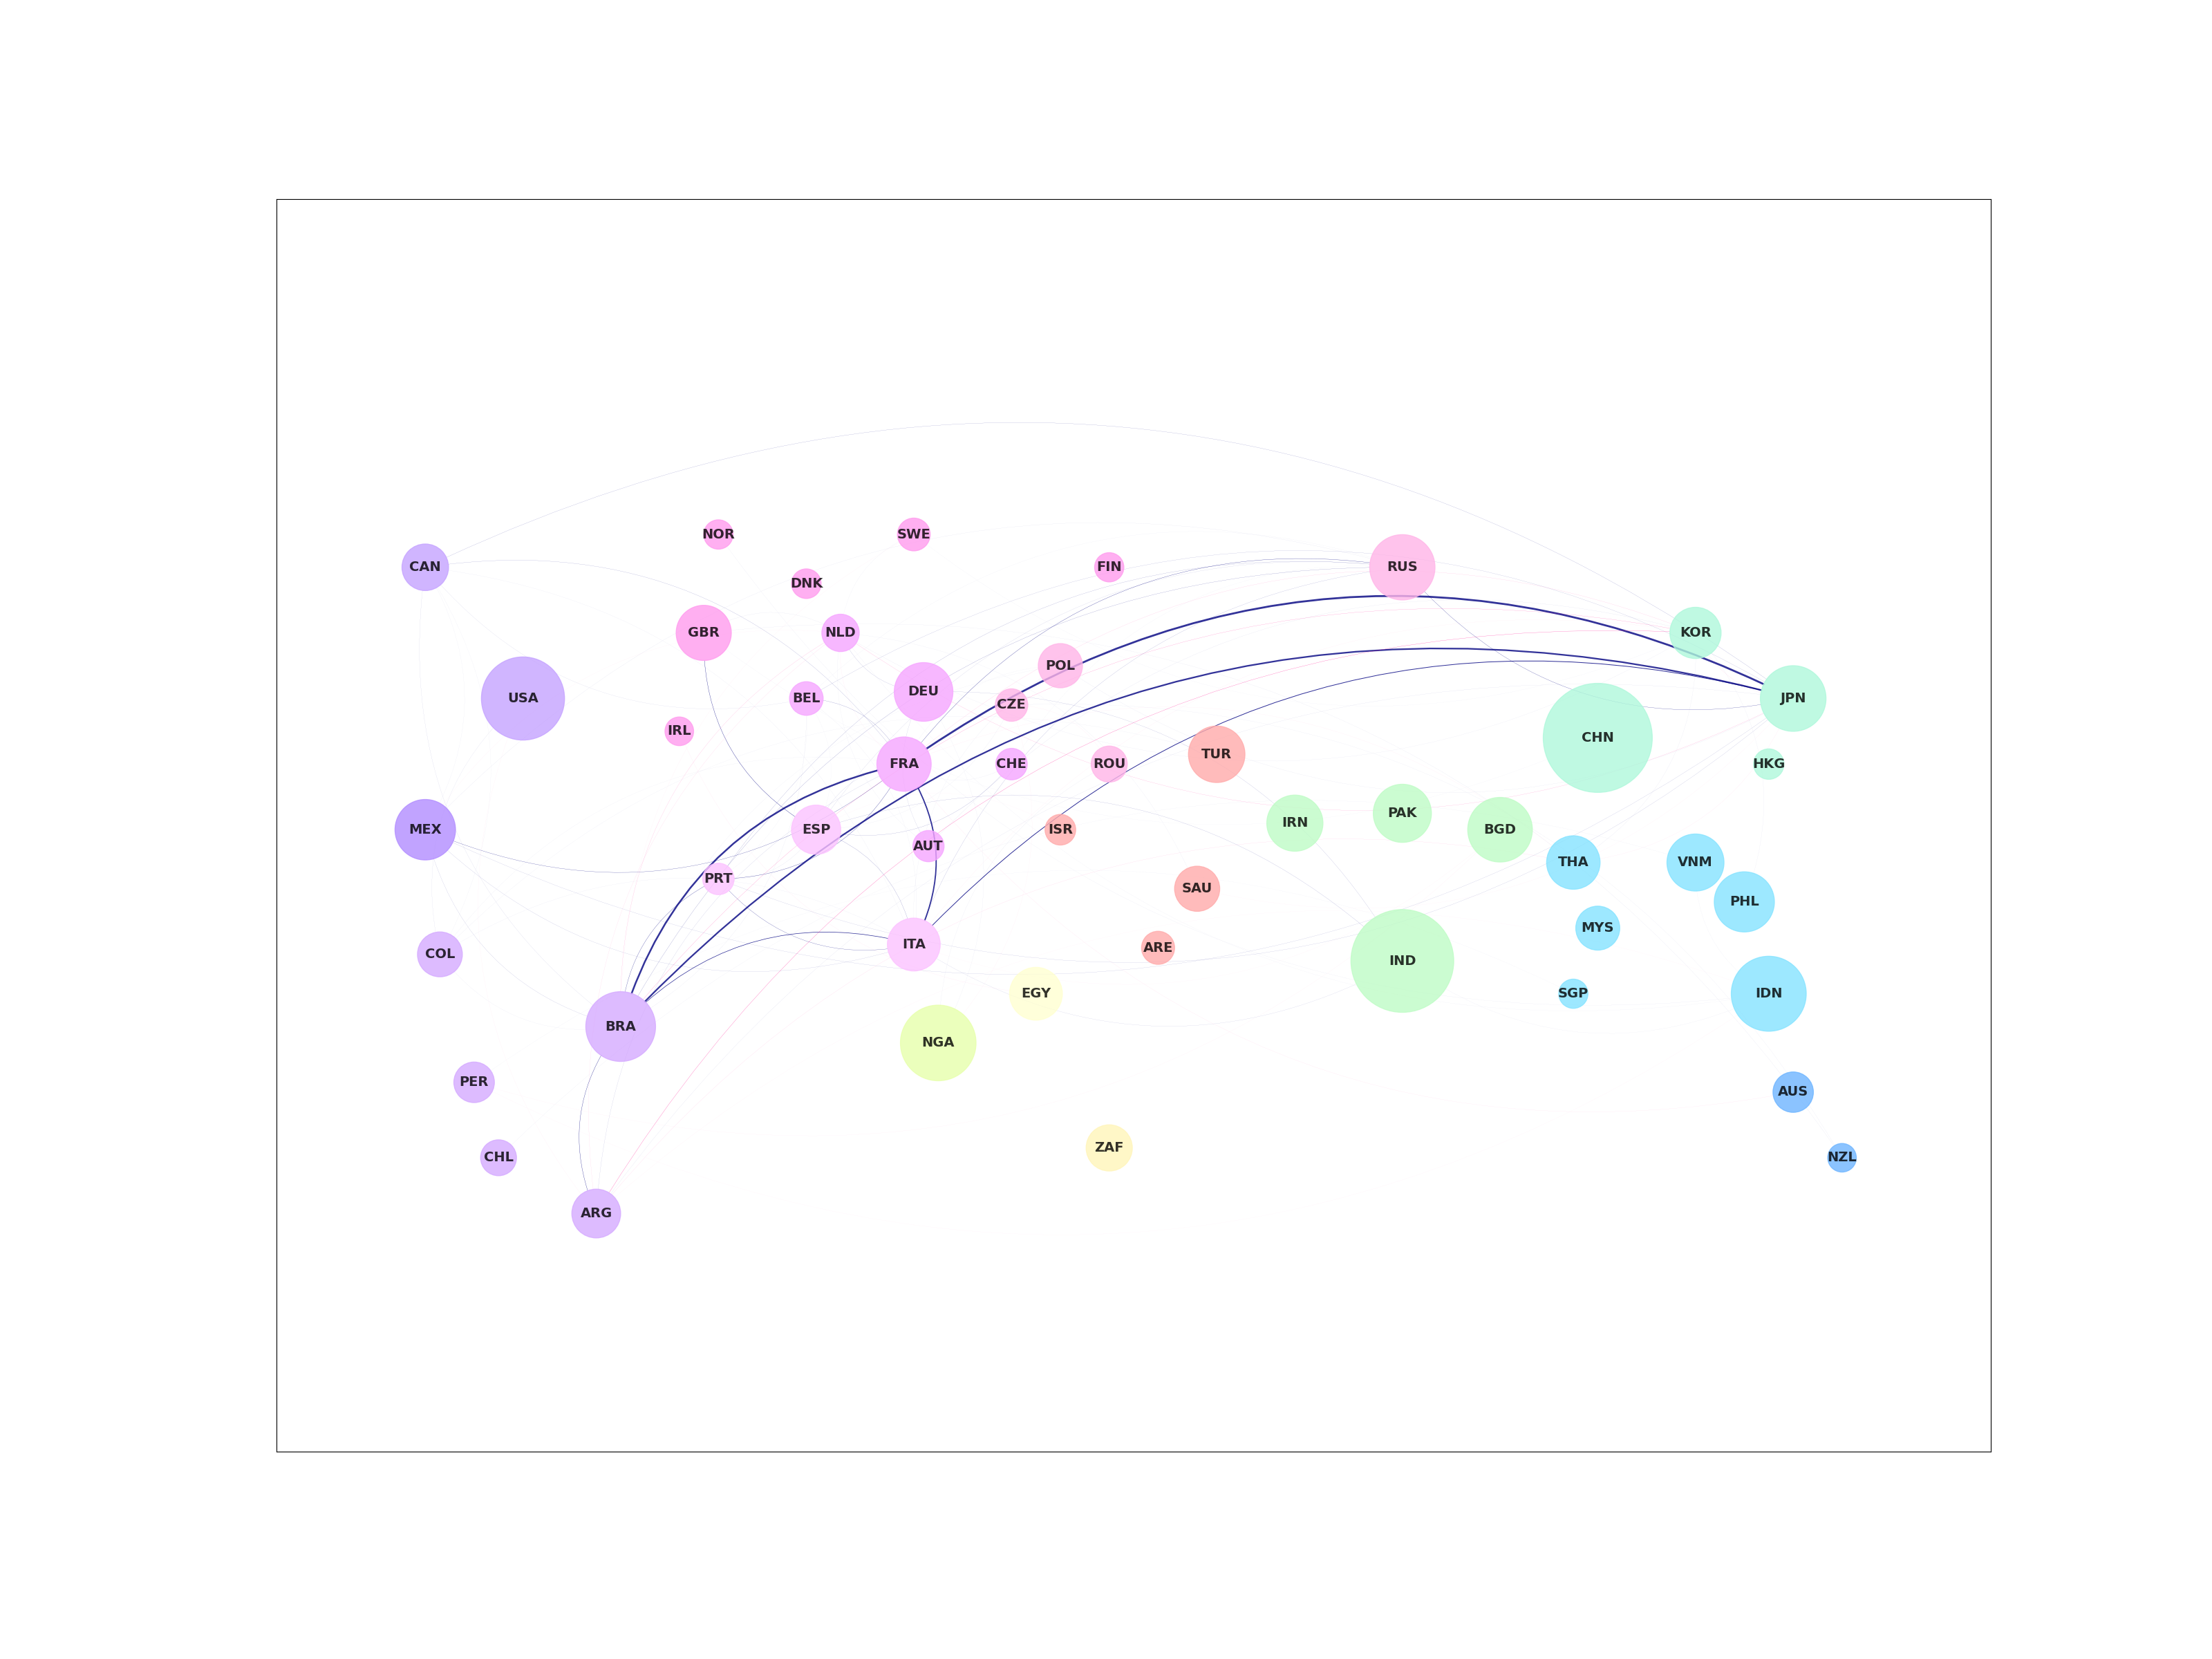 NOR
SWE
CAN
FIN
RUS
DNK
GBR
NLD
KOR
POL
DEU
USA
BEL
CZE
JPN
IRL
CHN
TUR
FRA
CHE
ROU
HKG
PAK
IRN
MEX
ESP
ISR
BGD
AUT
THA
VNM
PRT
SAU
PHL
MYS
ITA
ARE
COL
IND
EGY
SGP
IDN
BRA
NGA
PER
AUS
ZAF
CHL
NZL
ARG